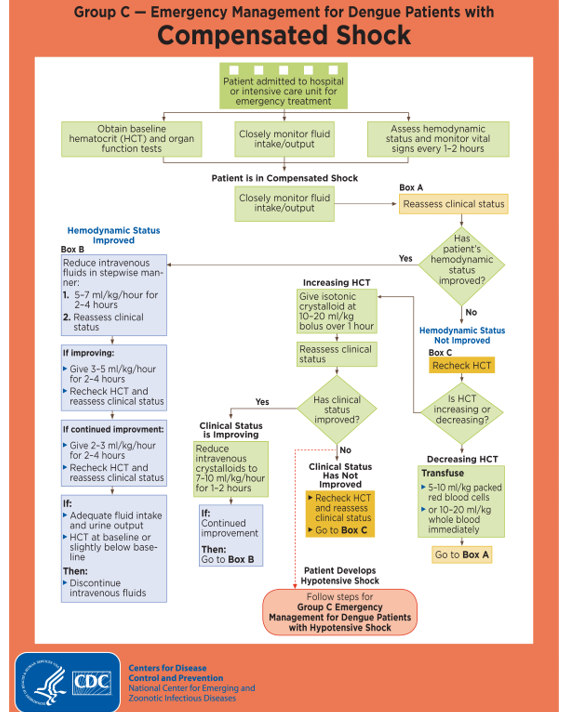 Group C — Emergency Management for Dengue Patients with
Compensated Shock
Patient admitted to hospital
or intensive care unit for
emergency treatment
Obtain baseline
hematocrit (HCT) and organ
function tests
Closely monitor fluid
intake/output
Assess hemodynamic
status and monitor vital
signs every 1–2 hours
Patient is in Compensated Shock
Closely monitor fluid
intake/output
Box A
Reassess clinical status
Has
patient's
hemodynamic
status
improved?
Yes
No
Hemodynamic Status
Improved
Box B
Reduce intravenous
fluids in stepwise man-
ner:
1. 5–7 ml/kg/hour for
2–4 hours
2. Reassess clinical
status
If improving:
Give 3–5 ml/kg/hour
for 2–4 hours
Recheck HCT and
reassess clinical status
If continued improvment:
Give 2–3 ml/kg/hour
for 2–4 hours
Recheck HCT and
reassess clinical status
If:
Adequate fluid intake
and urine output
HCT at baseline or
slightly below base-
line
Then:
Discontinue
intravenous fluids
Hemodynamic Status
Not Improved
Box C
Recheck HCT
Is HCT
increasing or
decreasing?
Increasing HCT
Give isotonic
crystalloid at
10–20 ml/kg
bolus over 1 hour
Reassess clinical
status
Has clinical
status
improved?
Yes
No
Clinical Status
is Improving
Reduce
intravenous
crystalloids to
7–10 ml/kg/hour
for 1–2 hours
If:
Continued
improvement
Then:
Go to Box B
Clinical Status
Has Not
Improved
Recheck HCT
and reassess
clinical status
Go to Box C
Decreasing HCT
Transfuse
5–10 ml/kg packed
red blood cells
or 10–20 ml/kg
whole blood
immediately
Go to Box A
Patient Develops
Hypotensive Shock
Follow steps for
Group C Emergency
Management for Dengue Patients
with Hypotensive Shock
CDC
Centers for Disease
Control and Prevention
National Center for Emerging and
Zoonotic Infectious Diseases